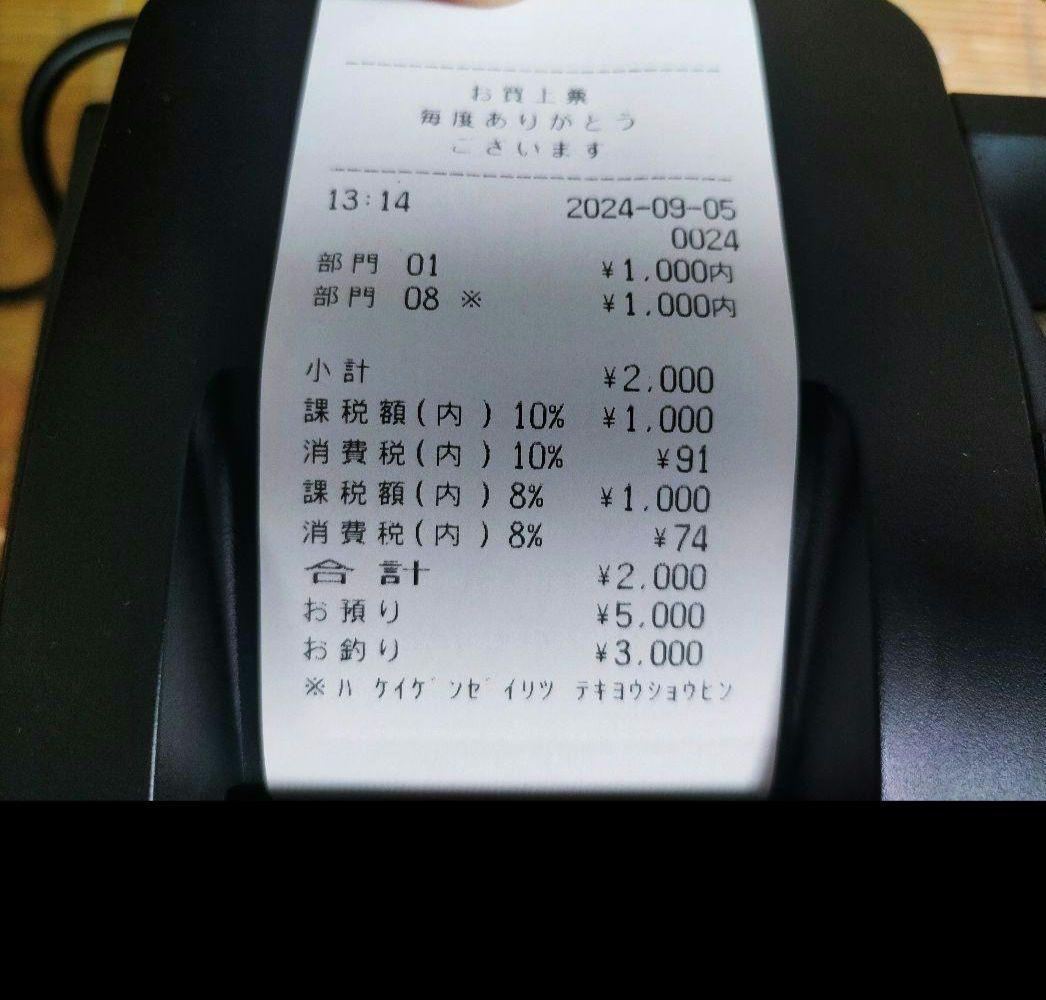 お買上票
毎度ありがとう
ございます
13:14 2024-09-05
0024
部門 01 ¥1,000内
部門 08 ※ ¥1,000内
小計 ¥2,000
課税額(内) 10% ¥1,000
消費税(内) 10% ¥91
課税額(内) 8% ¥1,000
消費税(内) 8% ¥74
合計 ¥2,000
お預り ¥5,000
お釣り ¥3,000
※ハ ケイゲンゼイリツ テキヨウショウヒン